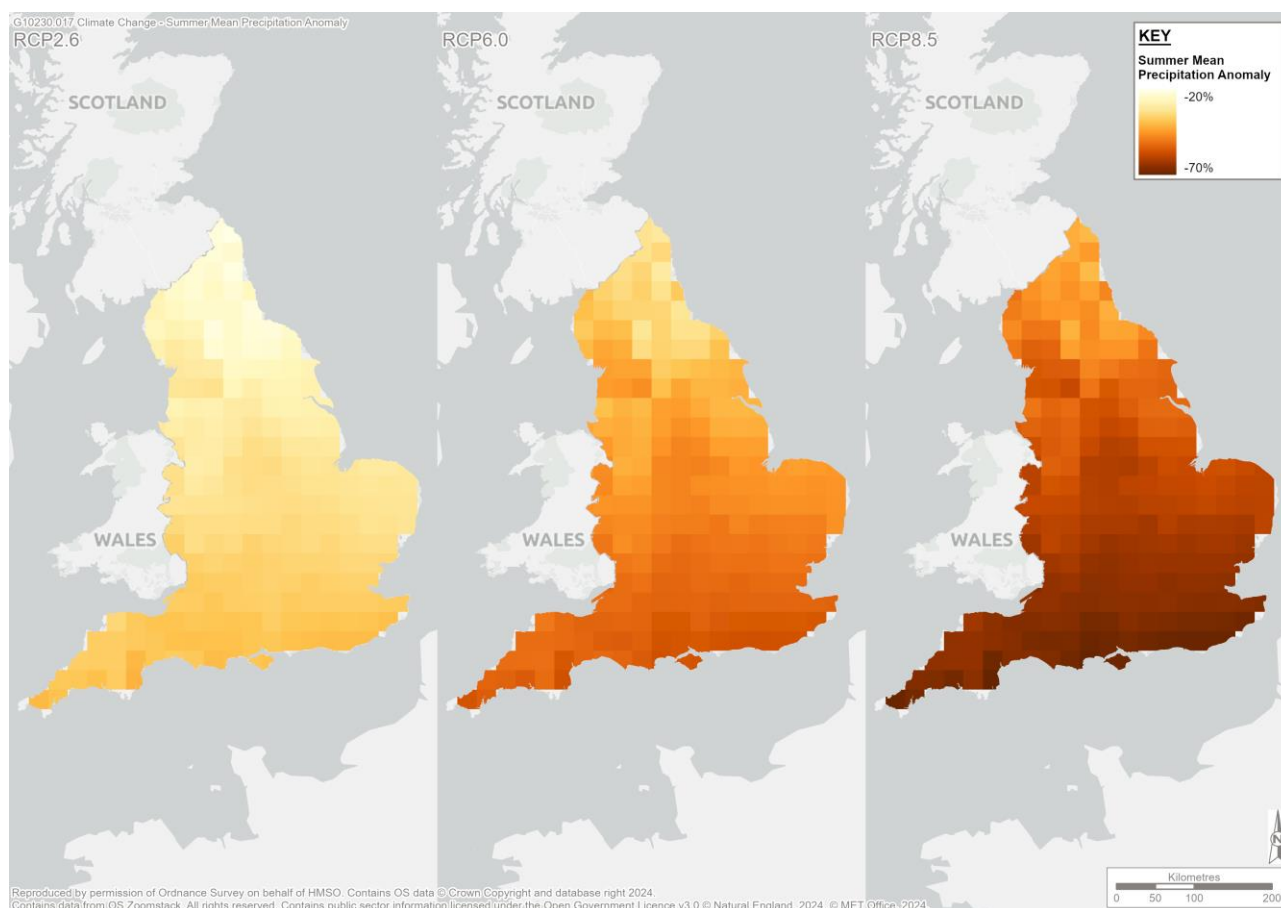 G10230.017 Climate Change - Summer Mean Precipitation Anomaly
RCP2.6
RCP6.0
RCP8.5
KEY
Summer Mean
Precipitation Anomaly
-20%
-70%
SCOTLAND
SCOTLAND
SCOTLAND
WALES
WALES
WALES
N
Kilometres
0 50 100 200
Reproduced by permission of Ordnance Survey on behalf of HMSO. Contains OS data © Crown Copyright and database right 2024.
Contains data from OS Zoomstack. All rights reserved. Contains public sector information licensed under the Open Government Licence v3.0 © Natural England, 2024, © MET Office, 2024.